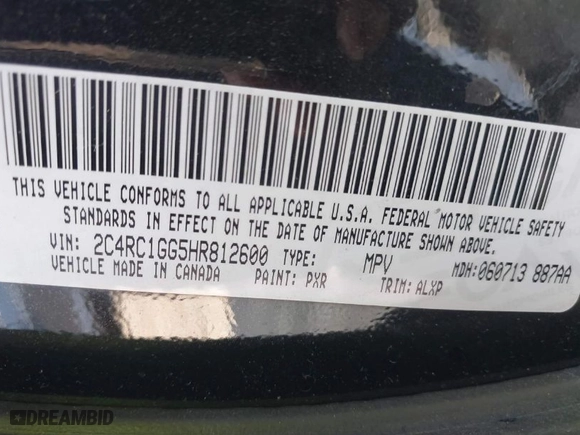 THIS VEHICLE CONFORMS TO ALL APPLICABLE U.S.A. FEDERAL MOTOR VEHICLE SAFETY
STANDARDS IN EFFECT ON THE DATE OF MANUFACTURE SHOWN ABOVE.
VIN: 2C4RC1GG5HR812600 TYPE: MPV MDH:060713 887AA
VEHICLE MADE IN CANADA PAINT: PXR TRIM: ALXP
DREAMBID